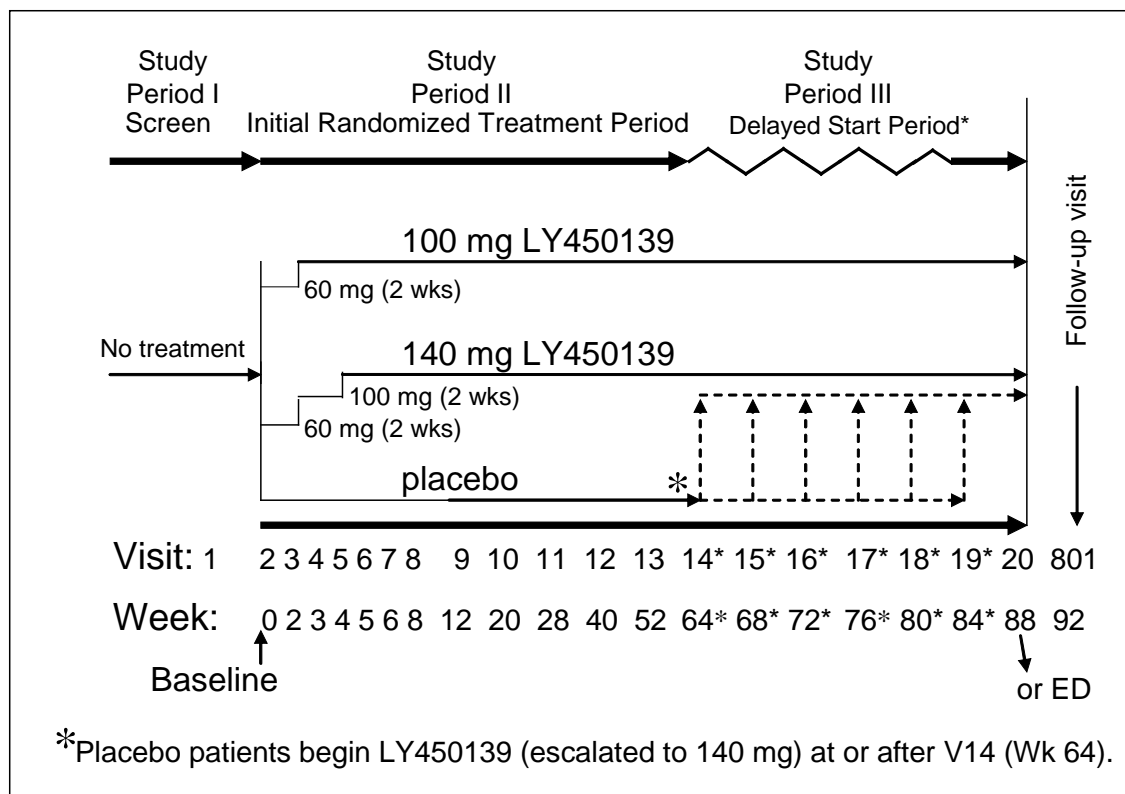 Study Period I Screen
Study Period II
Initial Randomized Treatment Period
Study Period III
Delayed Start Period*
100 mg LY450139
60 mg (2 wks)
No treatment
140 mg LY450139
100 mg (2 wks)
60 mg (2 wks)
placebo
*
Follow-up visit
Visit: 1 2 3 4 5 6 7 8 9 10 11 12 13 14* 15* 16* 17* 18* 19* 20 801
Week: 0 2 3 4 5 6 8 12 20 28 40 52 64* 68* 72* 76* 80* 84* 88 92
Baseline
or ED
*Placebo patients begin LY450139 (escalated to 140 mg) at or after V14 (Wk 64).